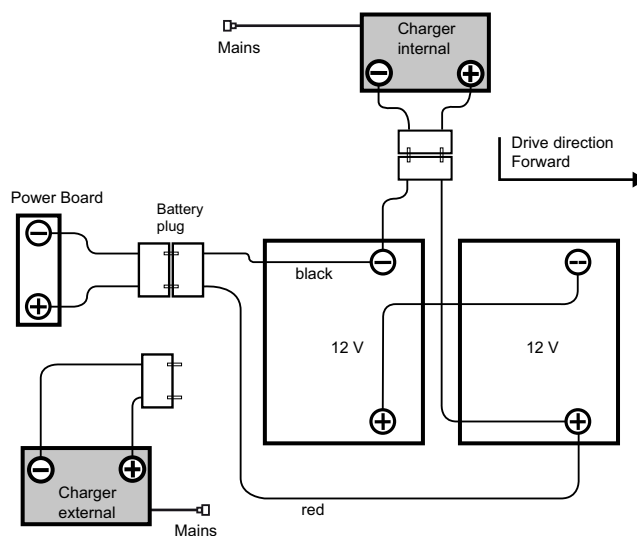 Charger
internal
Mains
Drive direction
Forward
Power Board
Battery
plug
black
12 V
12 V
Charger
external
Mains
red